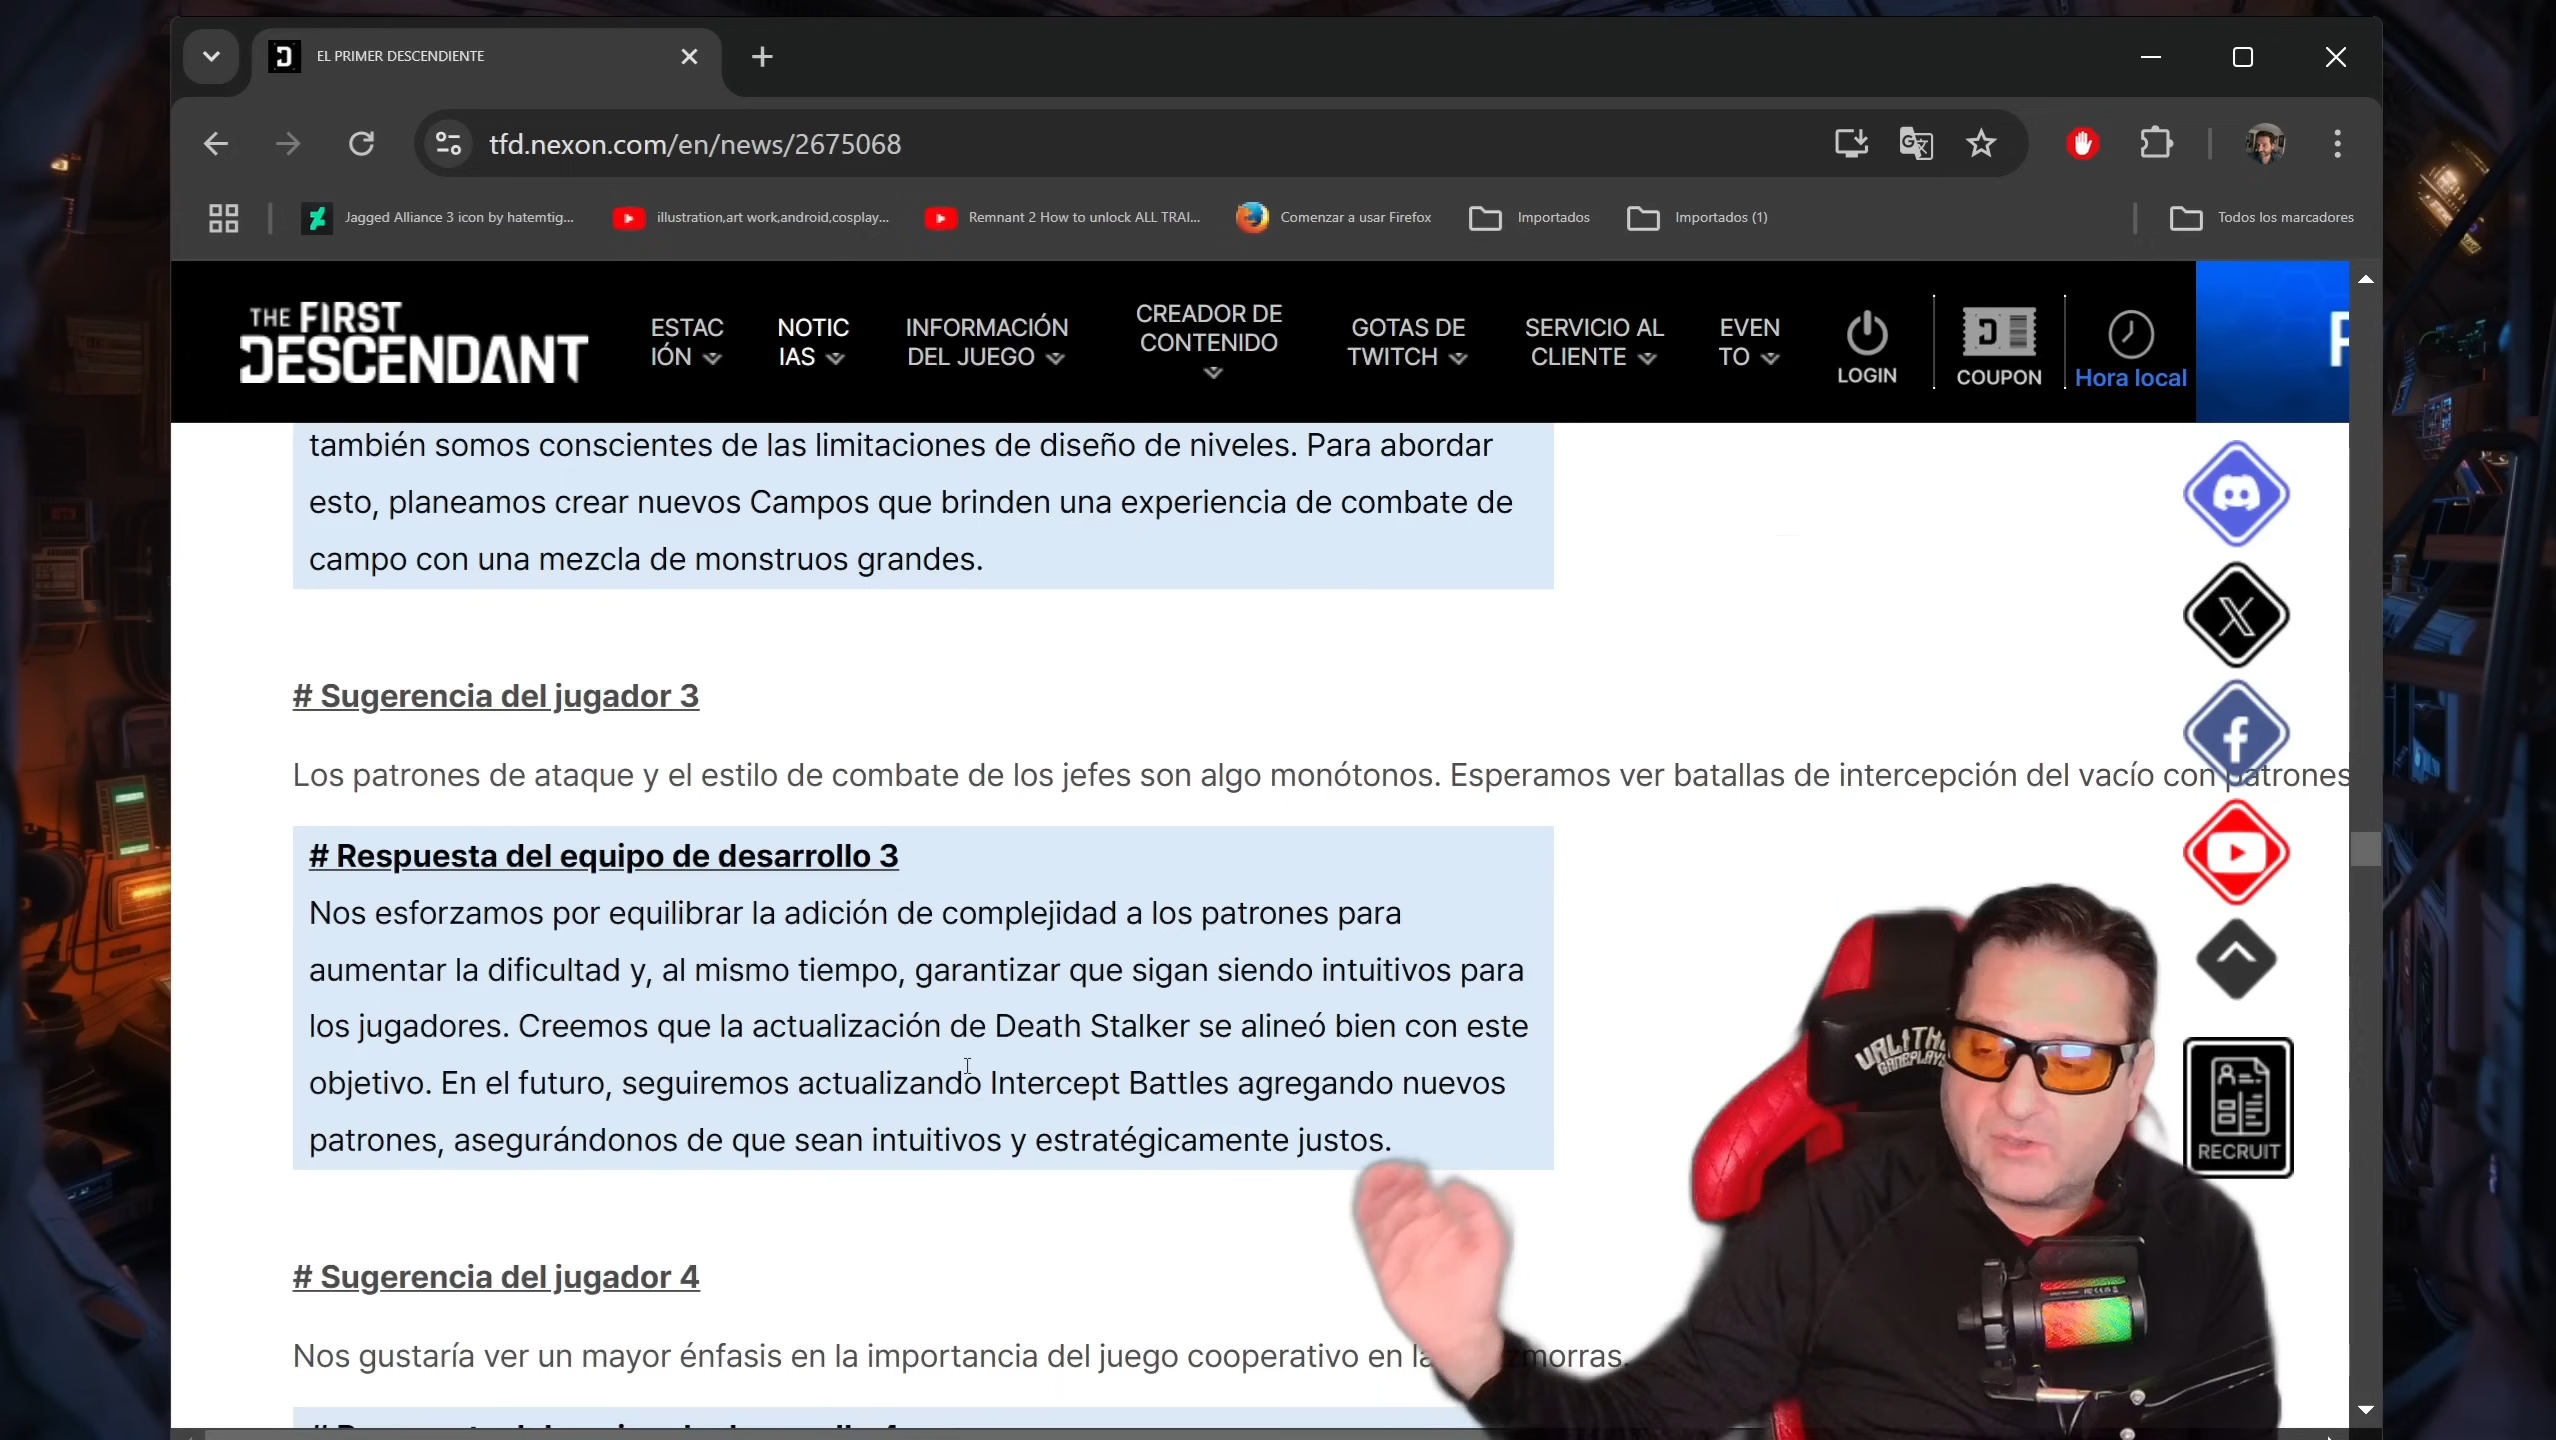 EL PRIMER DESCENDIENTE
tfd.nexon.com/en/news/2675068
Jagged Alliance 3 icon by hatemtig...
illustration,art work,android,cosplay...
Remnant 2 How to unlock ALL TRAI...
Comenzar a usar Firefox
Importados
Importados (1)
Todos los marcadores
THE FIRST
DESCENDANT
ESTAC
IÓN
NOTIC
IAS
INFORMACIÓN
DEL JUEGO
CREADOR DE
CONTENIDO
GOTAS DE
TWITCH
SERVICIO AL
CLIENTE
EVEN
TO
LOGIN
COUPON
Hora local
también somos conscientes de las limitaciones de diseño de niveles. Para abordar
esto, planeamos crear nuevos Campos que brinden una experiencia de combate de
campo con una mezcla de monstruos grandes.
# Sugerencia del jugador 3
Los patrones de ataque y el estilo de combate de los jefes son algo monótonos. Esperamos ver batallas de intercepción del vacío con patrones
# Respuesta del equipo de desarrollo 3
Nos esforzamos por equilibrar la adición de complejidad a los patrones para
aumentar la dificultad y, al mismo tiempo, garantizar que sigan siendo intuitivos para
los jugadores. Creemos que la actualización de Death Stalker se alineó bien con este
objetivo. En el futuro, seguiremos actualizando Intercept Battles agregando nuevos
patrones, asegurándonos de que sean intuitivos y estratégicamente justos.
# Sugerencia del jugador 4
Nos gustaría ver un mayor énfasis en la importancia del juego cooperativo en
RECRUIT
GAMEPLAYS